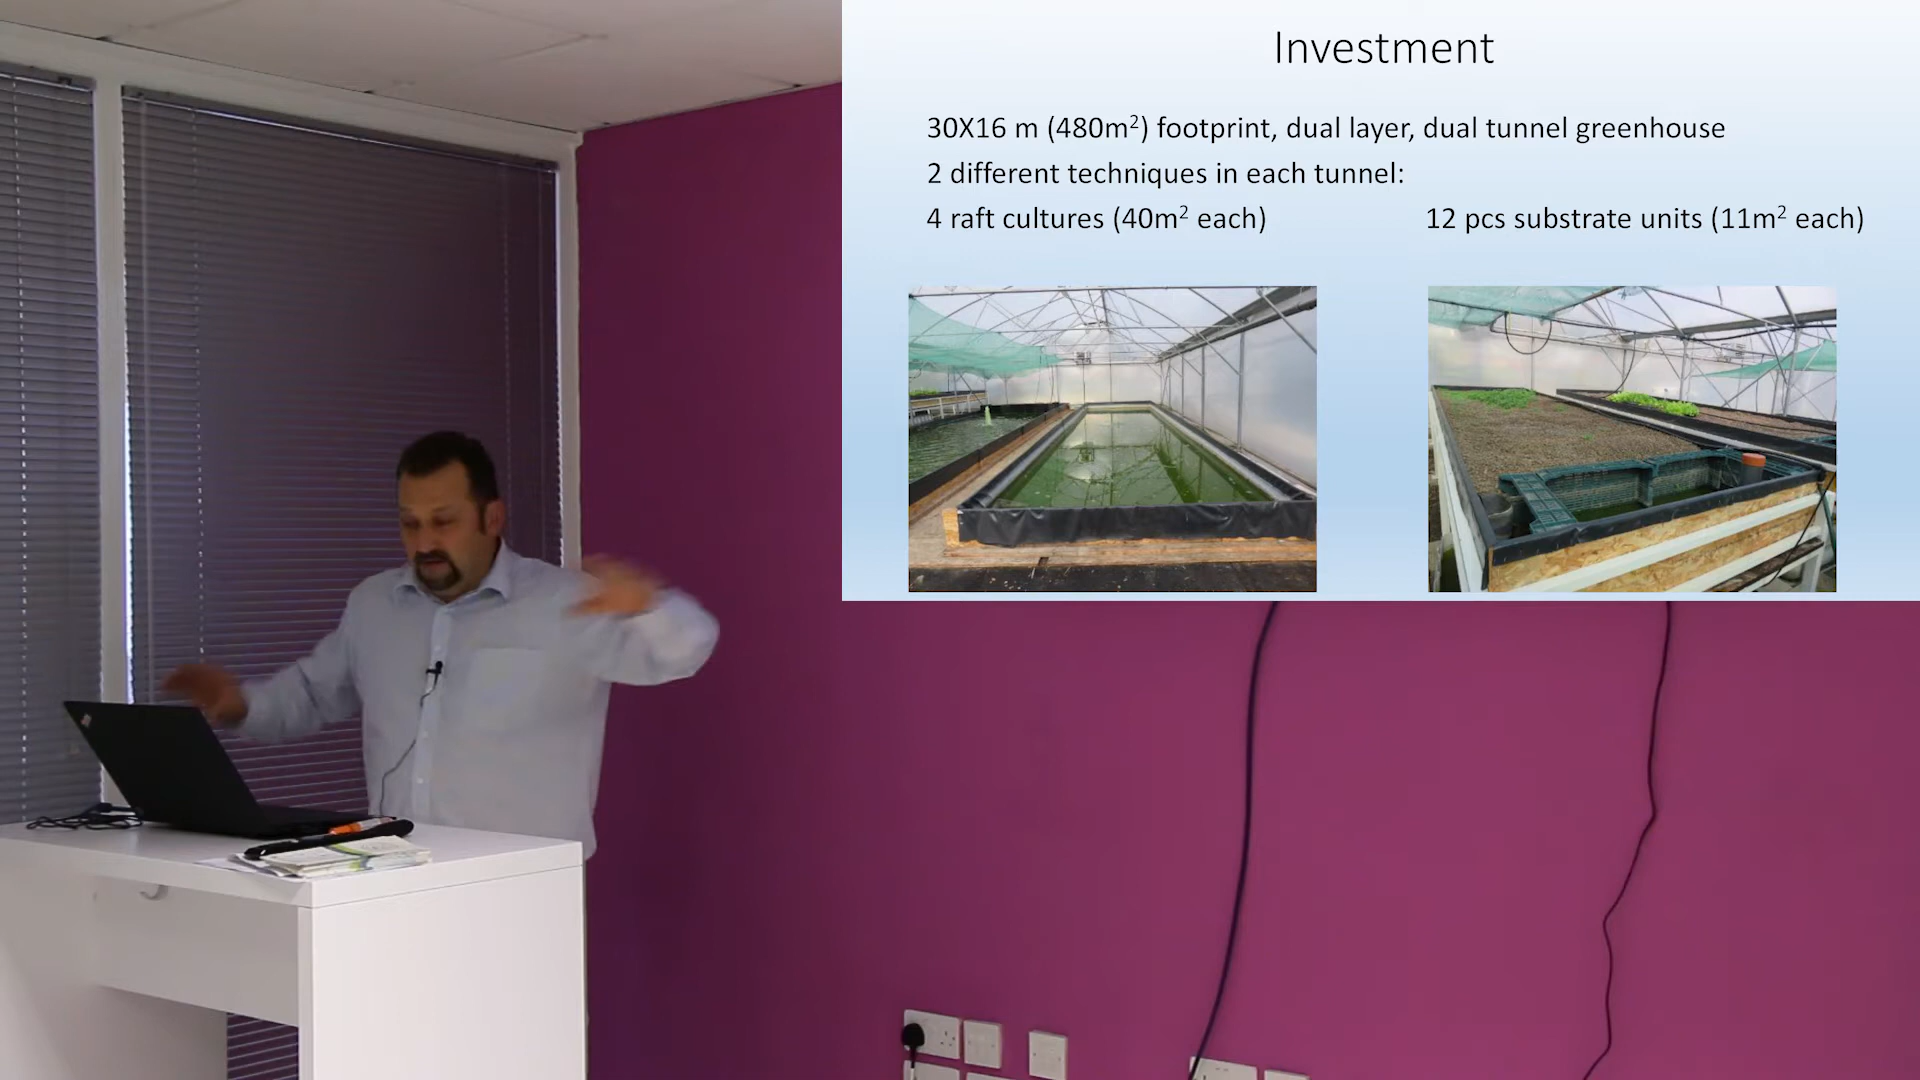 Investment
30X16 m (480m²) footprint, dual layer, dual tunnel greenhouse
2 different techniques in each tunnel:
4 raft cultures (40m² each)
12 pcs substrate units (11m² each)